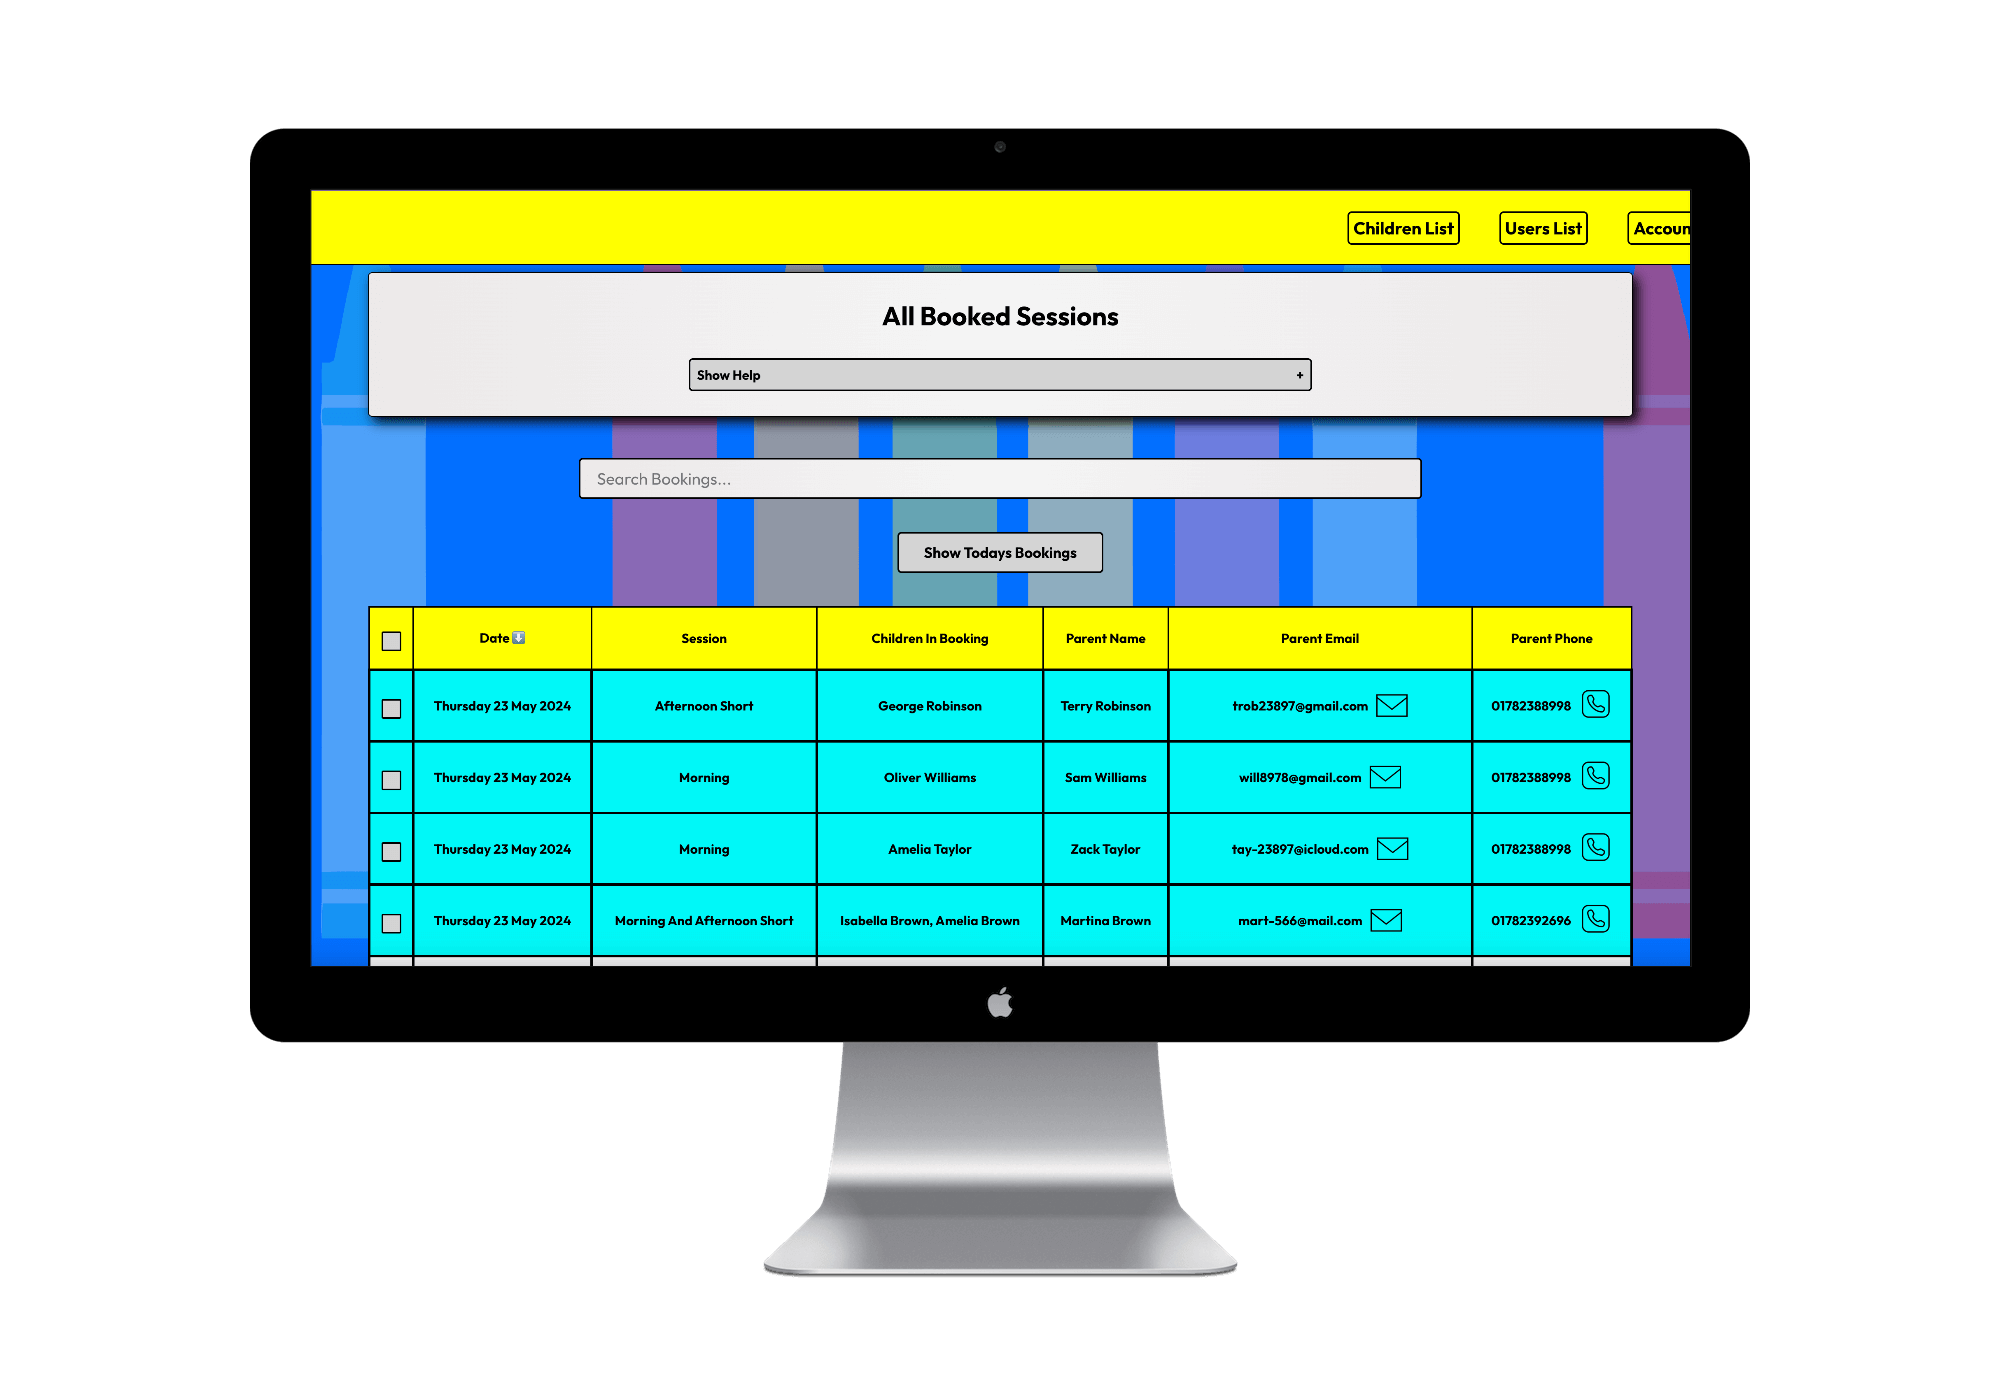 Children List Users List Accoun
All Booked Sessions
Show Help +
Search Bookings...
Show Todays Bookings
Date Session Children In Booking Parent Name Parent Email Parent Phone
Thursday 23 May 2024 Afternoon Short George Robinson Terry Robinson trob23897@gmail.com 01782388998
Thursday 23 May 2024 Morning Oliver Williams Sam Williams will8978@gmail.com 01782388998
Thursday 23 May 2024 Morning Amelia Taylor Zack Taylor tay-23897@icloud.com 01782388998
Thursday 23 May 2024 Morning And Afternoon Short Isabella Brown, Amelia Brown Martina Brown mart-566@mail.com 01782392696